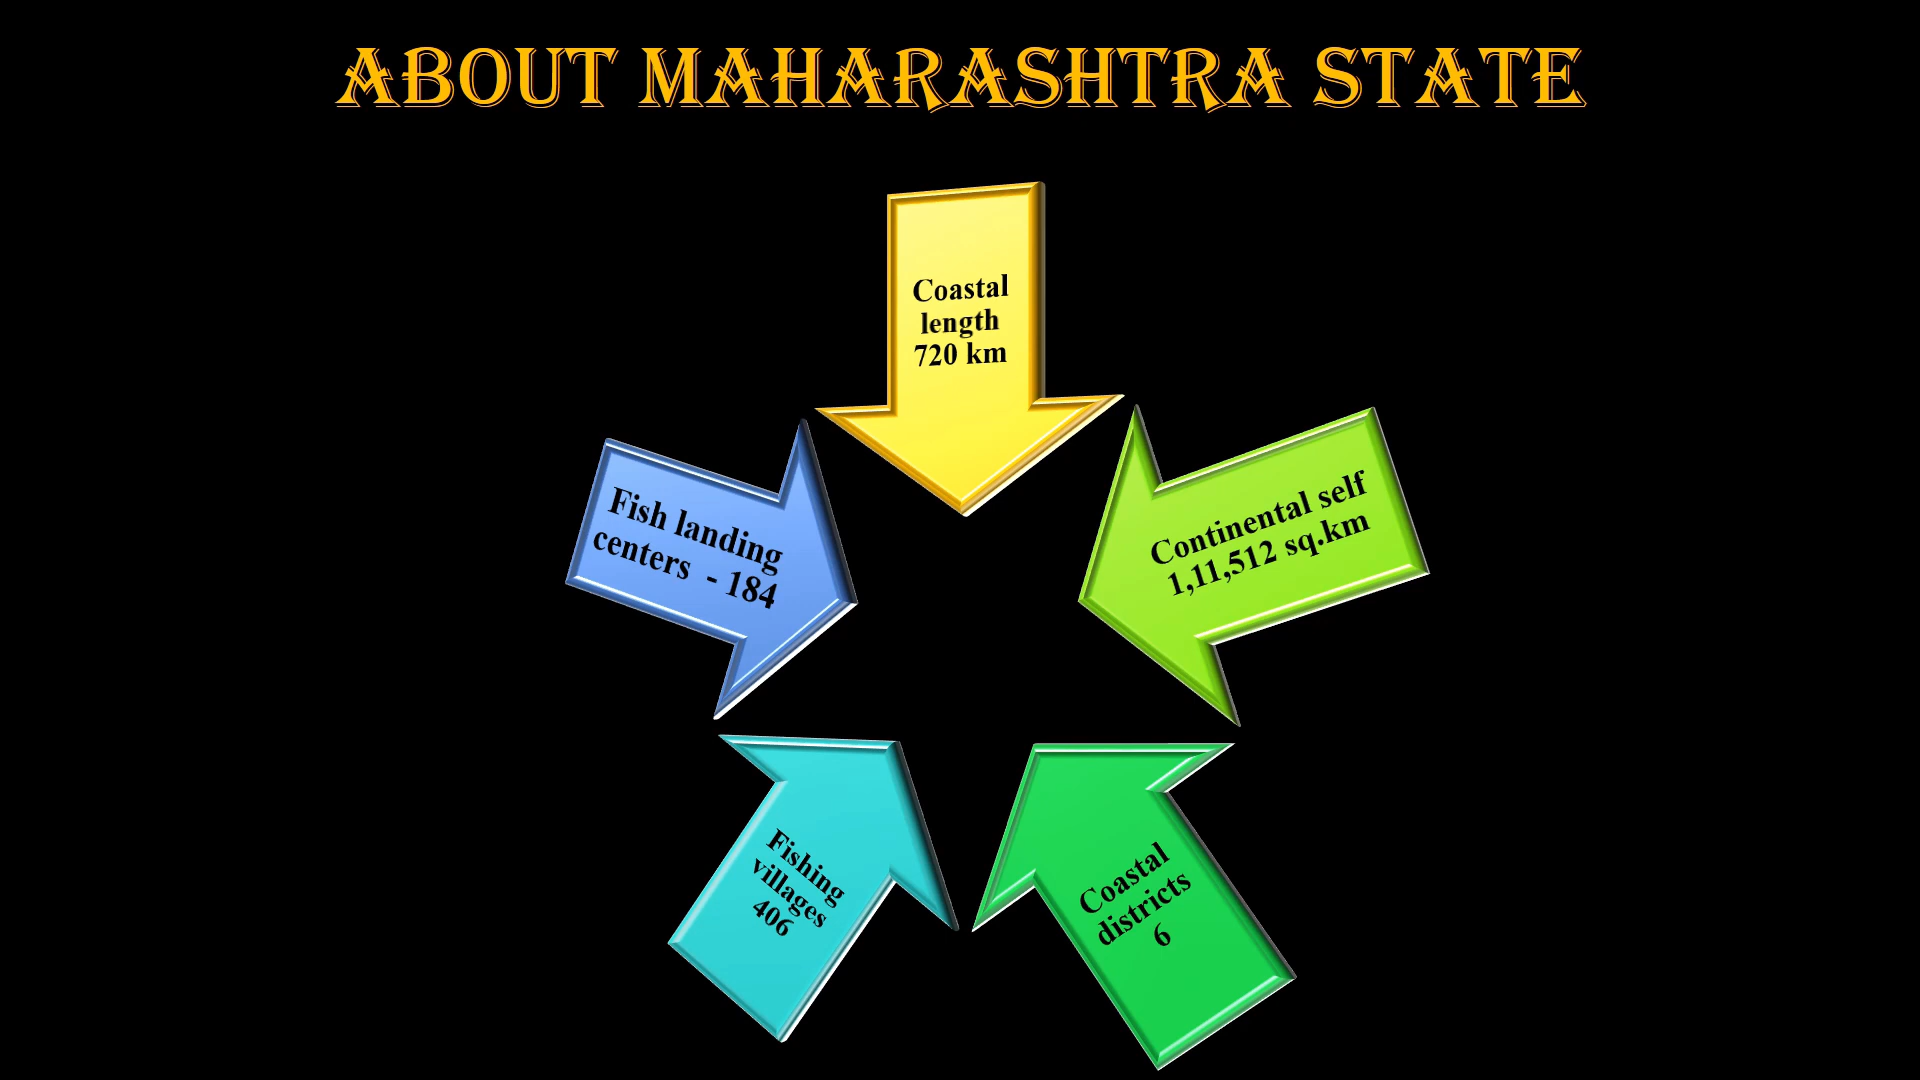 ABOUT MAHARASHTRA STATE
Coastal
length
720 km
Continental self
1,11,512 sq.km
Coastal
districts
6
Fishing
villages
406
Fish landing
centers - 184